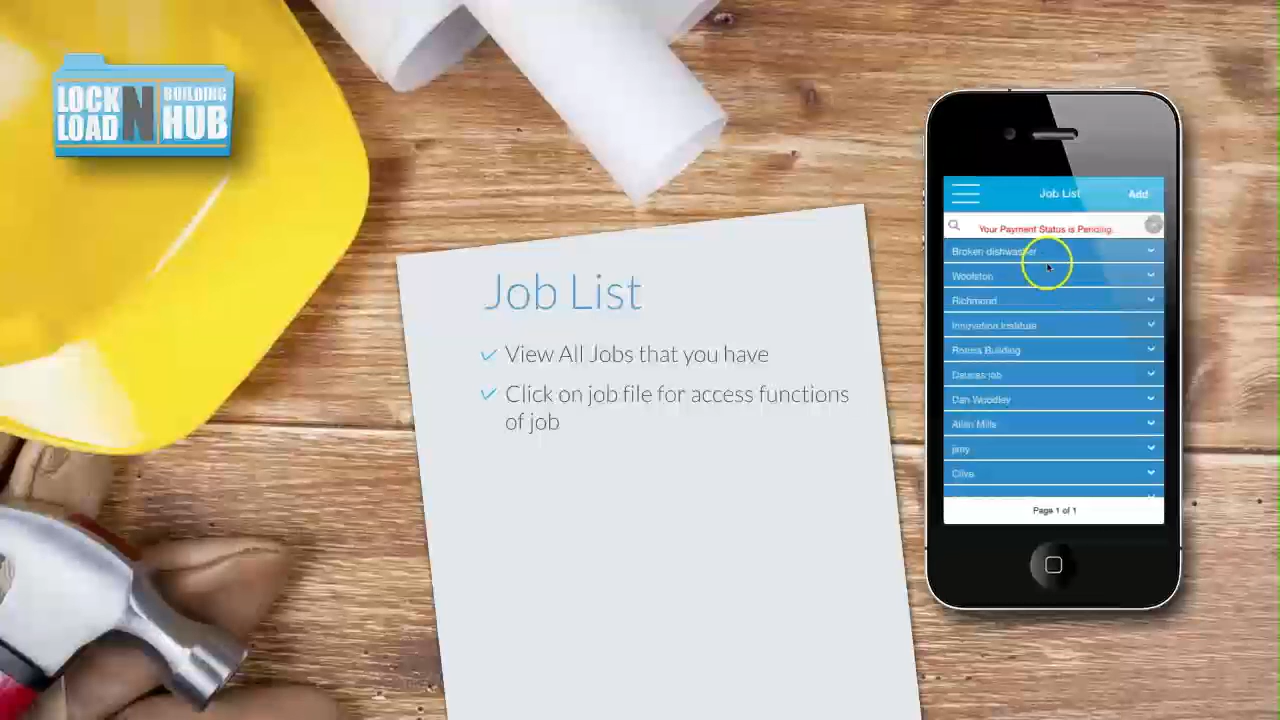 LOCK N BUILDING
LOAD HUB
Job List
View All Jobs that you have
Click on job file for access functions
of job
Job List
Add
Your Payment Status is Pending.
Broken dishwasher
Woolston
Richmond
Innovation Institute
Dan Woodley
Allan Mills
jimy
Clive
Page 1 of 1